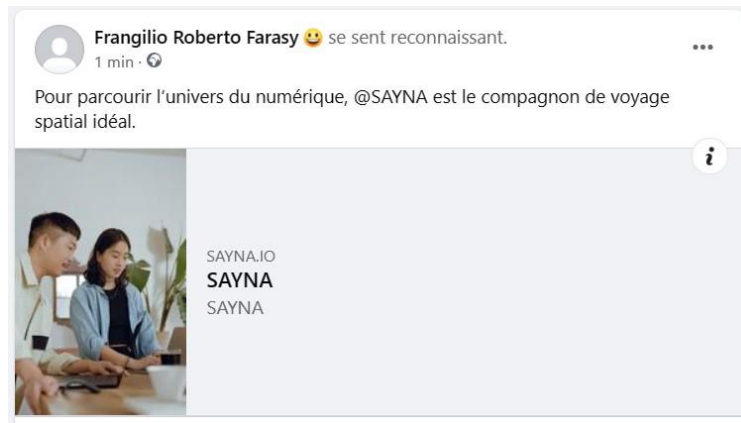 Frangilio Roberto Farasy 😀 se sent reconnaissant.
1 min ·
Pour parcourir l'univers du numérique, @SAYNA est le compagnon de voyage
spatial idéal.
SAYNA.IO
SAYNA
SAYNA